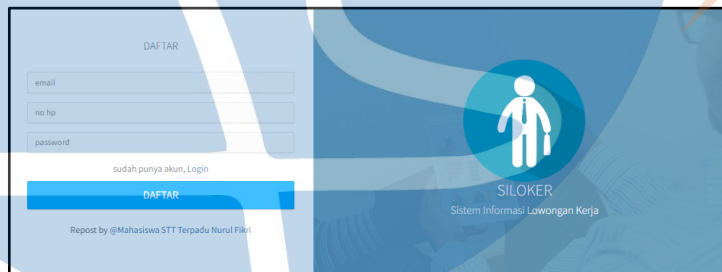 DAFTAR
email
no hp
password
sudah punya akun, Login
DAFTAR
Repost by @Mahasiswa STT Terpadu Nurul Fikri
SILOKER
Sistem Informasi Lowongan Kerja